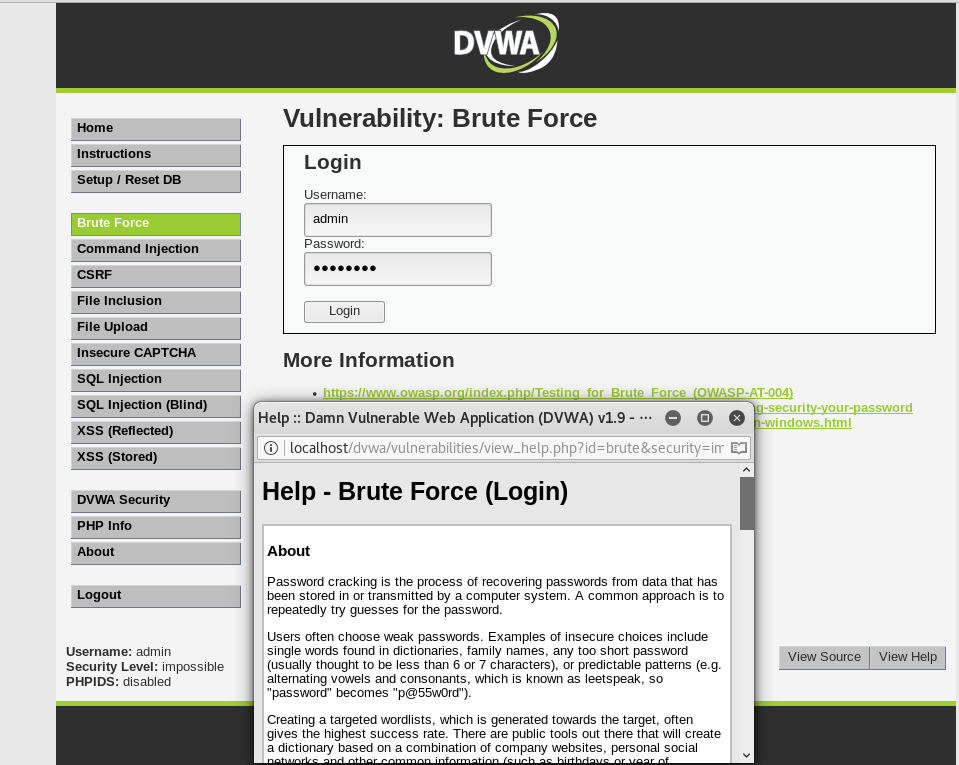 DVWA
Vulnerability: Brute Force
Home
Instructions
Setup / Reset DB
Brute Force
Command Injection
CSRF
File Inclusion
File Upload
Insecure CAPTCHA
SQL Injection
SQL Injection (Blind)
XSS (Reflected)
XSS (Stored)
DVWA Security
PHP Info
About
Logout
Login
Username:
admin
Password:
●●●●●●●●
Login
More Information
• https://www.owasp.org/index.php/Testing_for_Brute_Force_(OWASP-AT-004)
g-security-your-password
n-windows.html
Help :: Damn Vulnerable Web Application (DVWA) v1.9 - ···
localhost/dvwa/vulnerabilities/view_help.php?id=brute&security=im
Help - Brute Force (Login)
About
Password cracking is the process of recovering passwords from data that has
been stored in or transmitted by a computer system. A common approach is to
repeatedly try guesses for the password.
Users often choose weak passwords. Examples of insecure choices include
single words found in dictionaries, family names, any too short password
(usually thought to be less than 6 or 7 characters), or predictable patterns (e.g.
alternating vowels and consonants, which is known as leetspeak, so
"password" becomes "p@55w0rd").
Creating a targeted wordlists, which is generated towards the target, often
gives the highest success rate. There are public tools out there that will create
a dictionary based on a combination of company websites, personal social
networks and other common information (such as birthdays or year of
Username: admin
Security Level: impossible
PHPIDS: disabled
View Source
View Help